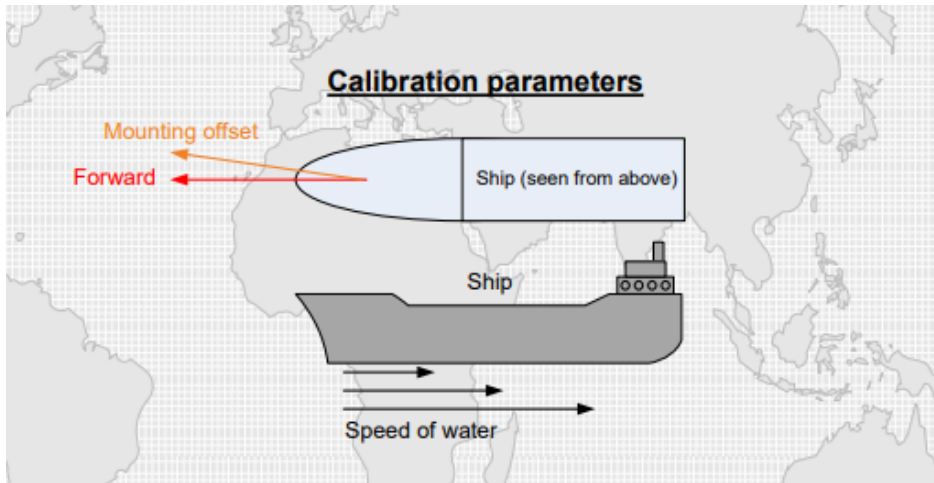 Calibration parameters
Mounting offset
Forward
Ship (seen from above)
Ship
Speed of water